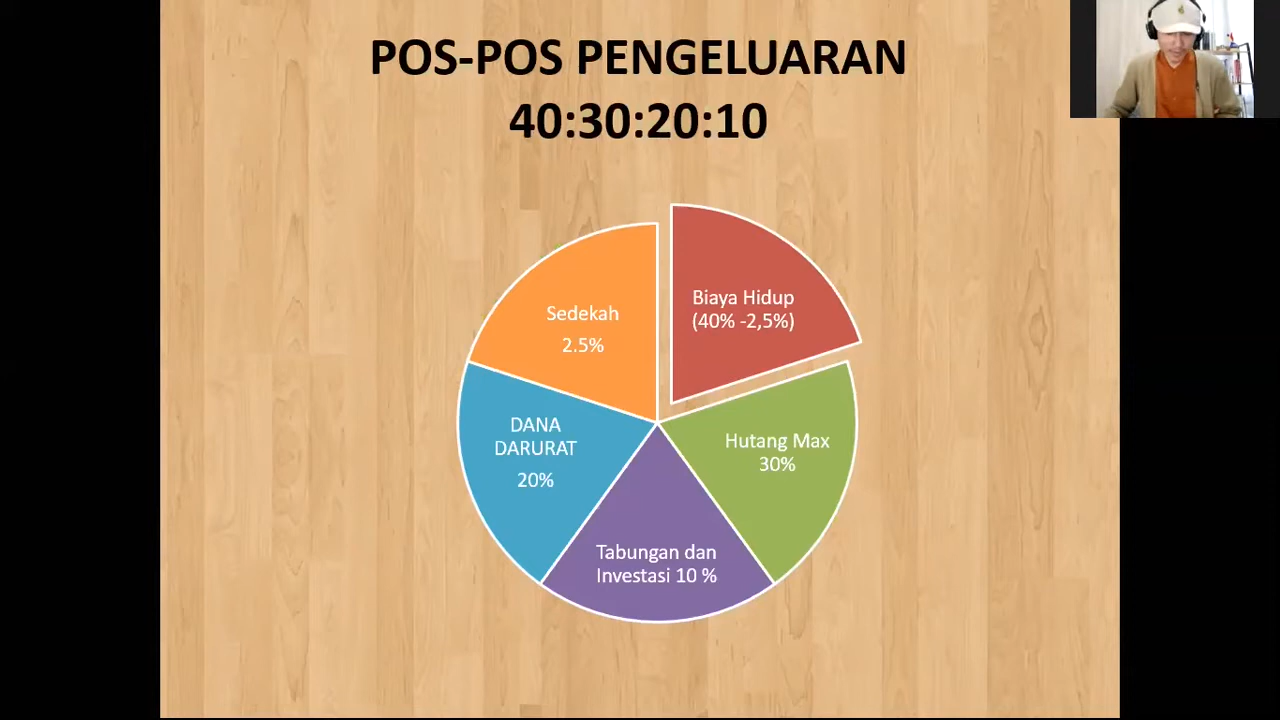 POS-POS PENGELUARAN
40:30:20:10
Biaya Hidup
(40% -2,5%)
Hutang Max
30%
Tabungan dan
Investasi 10 %
DANA
DARURAT
20%
Sedekah
2.5%